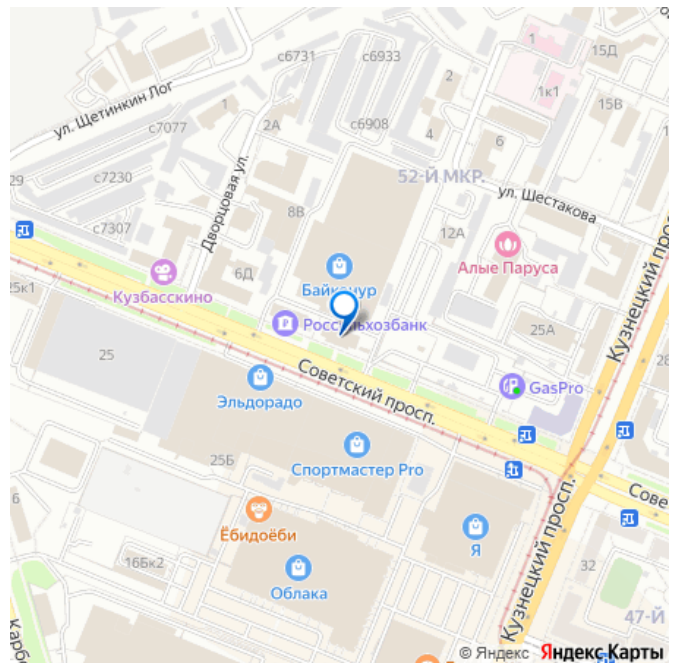 с6731
с6933
1
15Д
2
1к1
ул. Щетинкин Лог
1
с7077
2А
с6908
4
6
15В
с7230
29
Дворцовая ул.
52-Й МКР.
ул. Шестакова
8В
с7307
12А
Алые Паруса
Кузнецкий просп.
Кузбасскино
6Д
Байконур
25к1
Россельхозбанк
25А
25
Советский просп.
28
GasPro
Эльдорадо
25Б
Спортмастер Pro
6
Сове
Ёбидоёби
Я
16Бк2
Облака
32
Кузнецкий просп.
47-Й
Карбо
© Яндекс Яндекс Карты